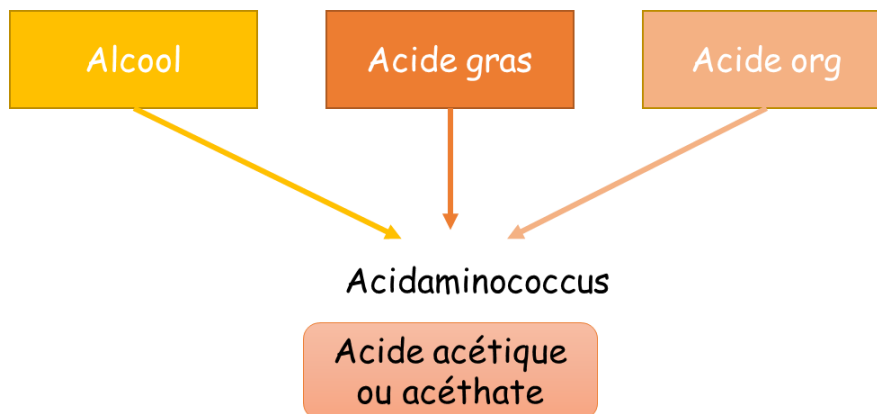 Alcool
Acide gras
Acide org
Acidaminococcus
Acide acétique
ou acéthate